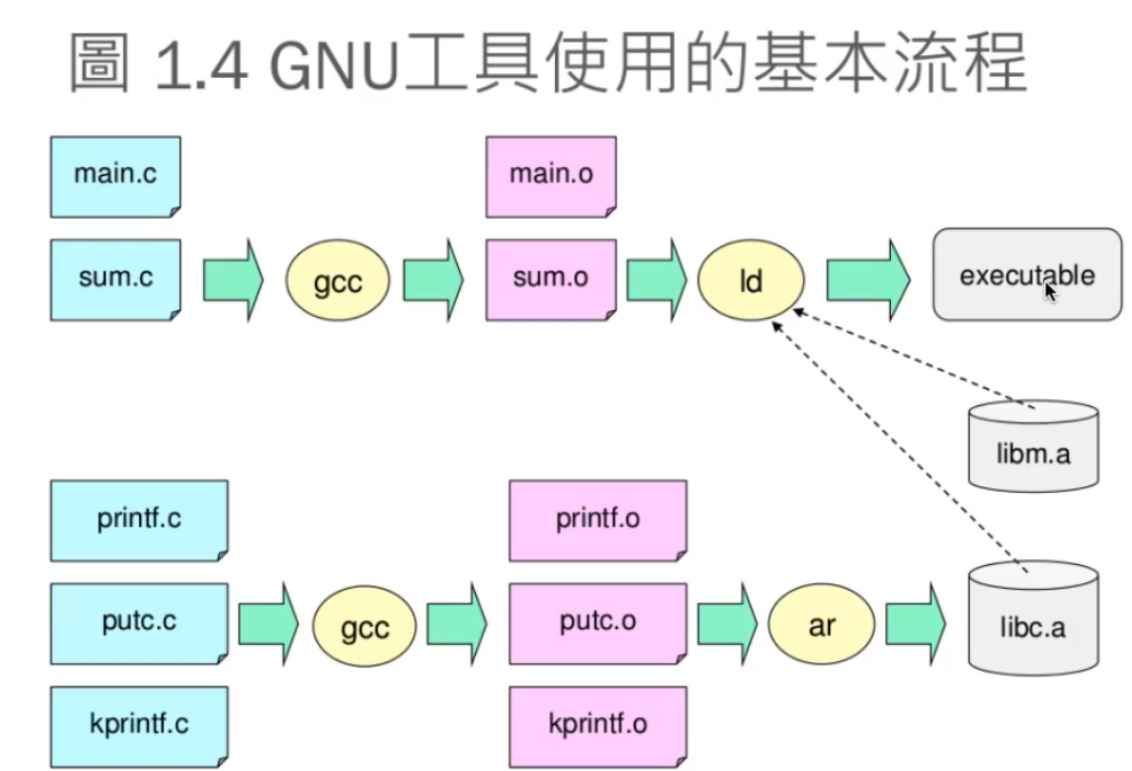 圖 1.4 GNU工具使用的基本流程
main.c
main.o
sum.c
gcc
sum.o
ld
executable
libm.a
printf.c
printf.o
putc.c
gcc
putc.o
ar
libc.a
kprintf.c
kprintf.o